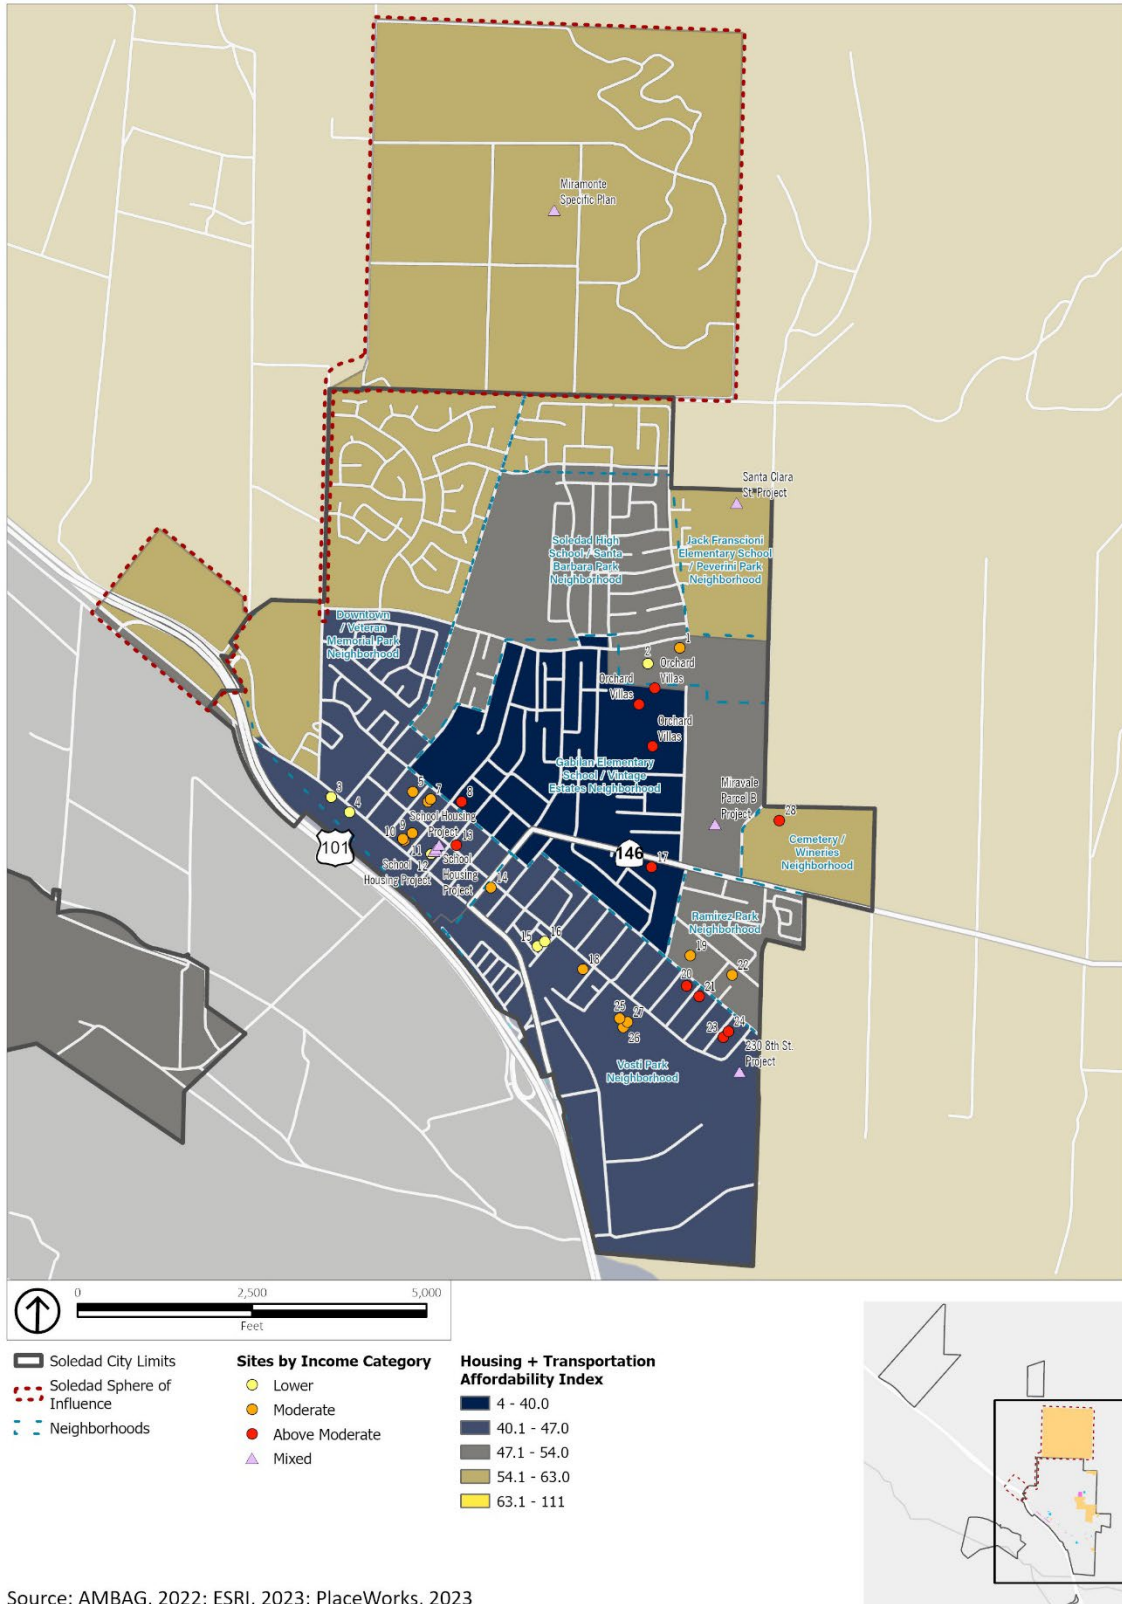 Miramonte
Specific Plan
Santa Clara
St. Project
Soledad High
School / Santa
Barbara Park
Neighborhood
Jack Franscioni
Elementary School
/ Peverini Park
Neighborhood
Downtown
/ Veteran
Memorial Park
Neighborhood
1
2
Orchard
Villas
Orchard
Villas
Orchard
Villas
Gabilan Elementary
School / Vintage
Estates Neighborhood
Miravale
Parcel B
Project
28
Cemetery /
Wineries
Neighborhood
3
4
5
7
8
School Housing
Project
9
10
11
12
13
School
Housing Project
School
Housing
Project
101
146
14
17
15
16
18
Ramirez Park
Neighborhood
19
22
20
21
23
24
25
27
26
230 8th St.
Project
Vosti Park
Neighborhood
0
2,500
5,000
Feet
Soledad City Limits
Soledad Sphere of
Influence
Neighborhoods
Sites by Income Category
Lower
Moderate
Above Moderate
Mixed
Housing + Transportation
Affordability Index
4 - 40.0
40.1 - 47.0
47.1 - 54.0
54.1 - 63.0
63.1 - 111
Source: AMBAG, 2022; ESRI, 2023; PlaceWorks, 2023